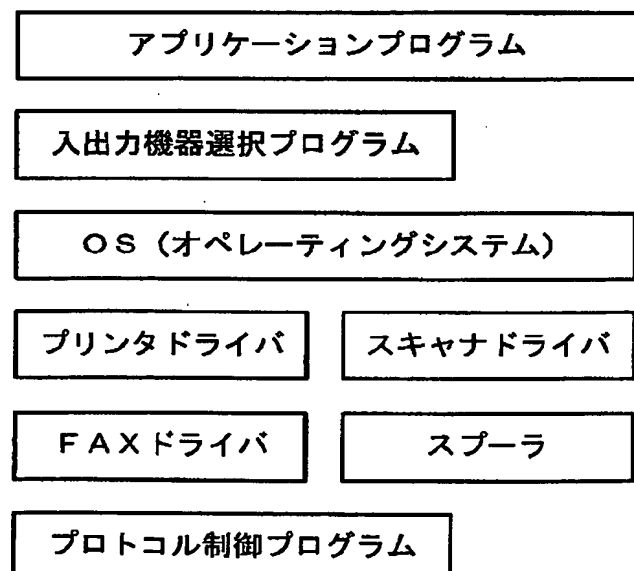 アプリケーションプログラム
入出力機器選択プログラム
OS(オペレーティングシステム)
プリンタドライバ
スキャナドライバ
FAXドライバ
スプーラ
プロトコル制御プログラム